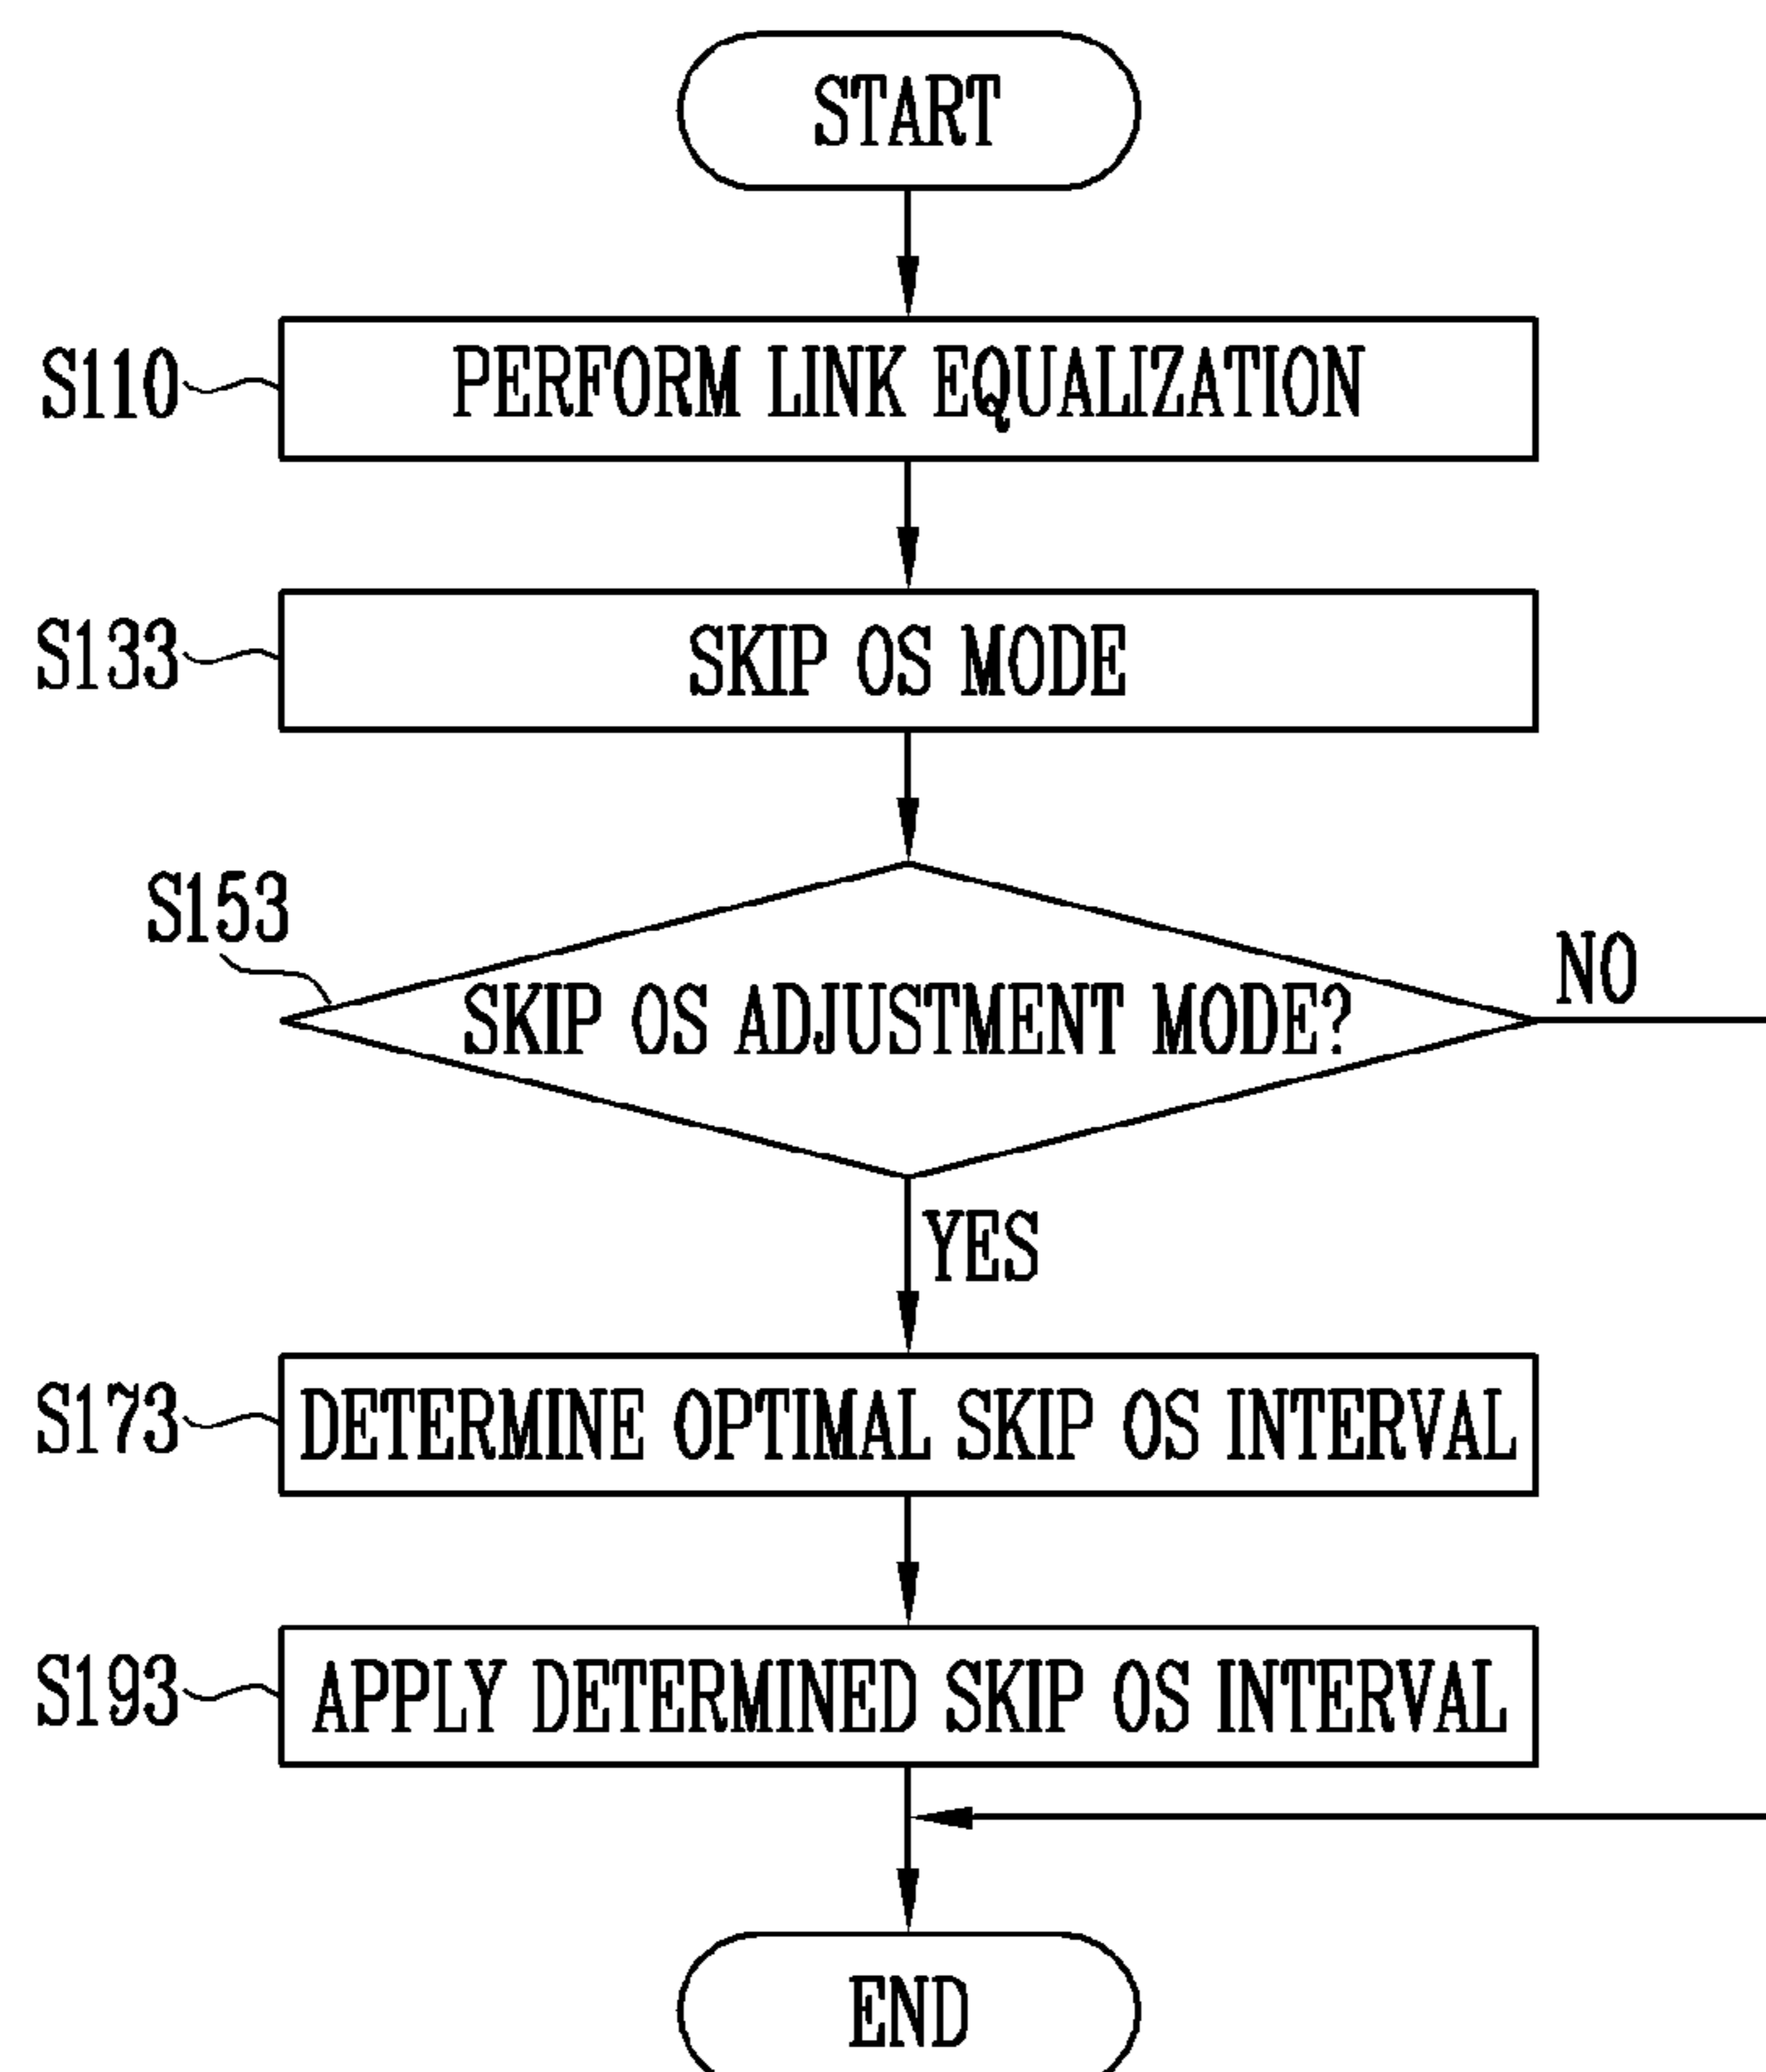 START
S110
PERFORM LINK EQUALIZATION
S133
SKIP OS MODE
S153
SKIP OS ADJUSTMENT MODE?
NO
YES
S173
DETERMINE OPTIMAL SKIP OS INTERVAL
S193
APPLY DETERMINED SKIP OS INTERVAL
END